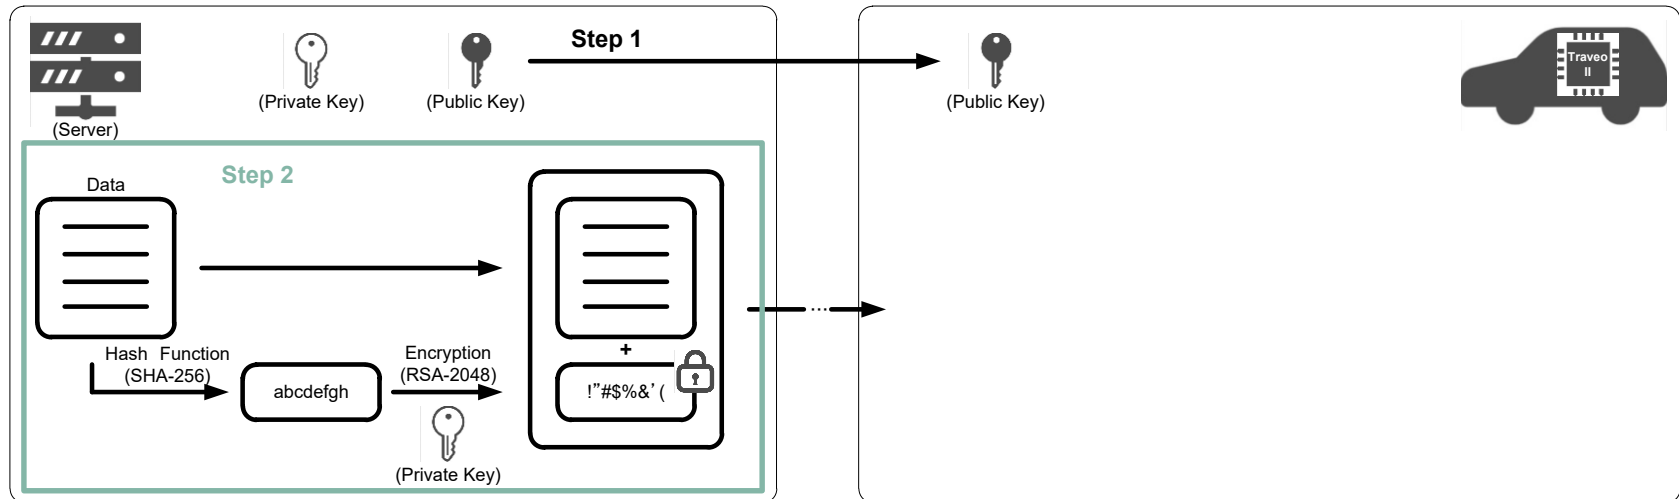 Step 1
(Private Key)
(Public Key)
(Public Key)
Traveo
II
(Server)
Step 2
Data
Hash Function
(SHA-256)
abcdefgh
Encryption
(RSA-2048)
(Private Key)
+
!”#$%&’(
...